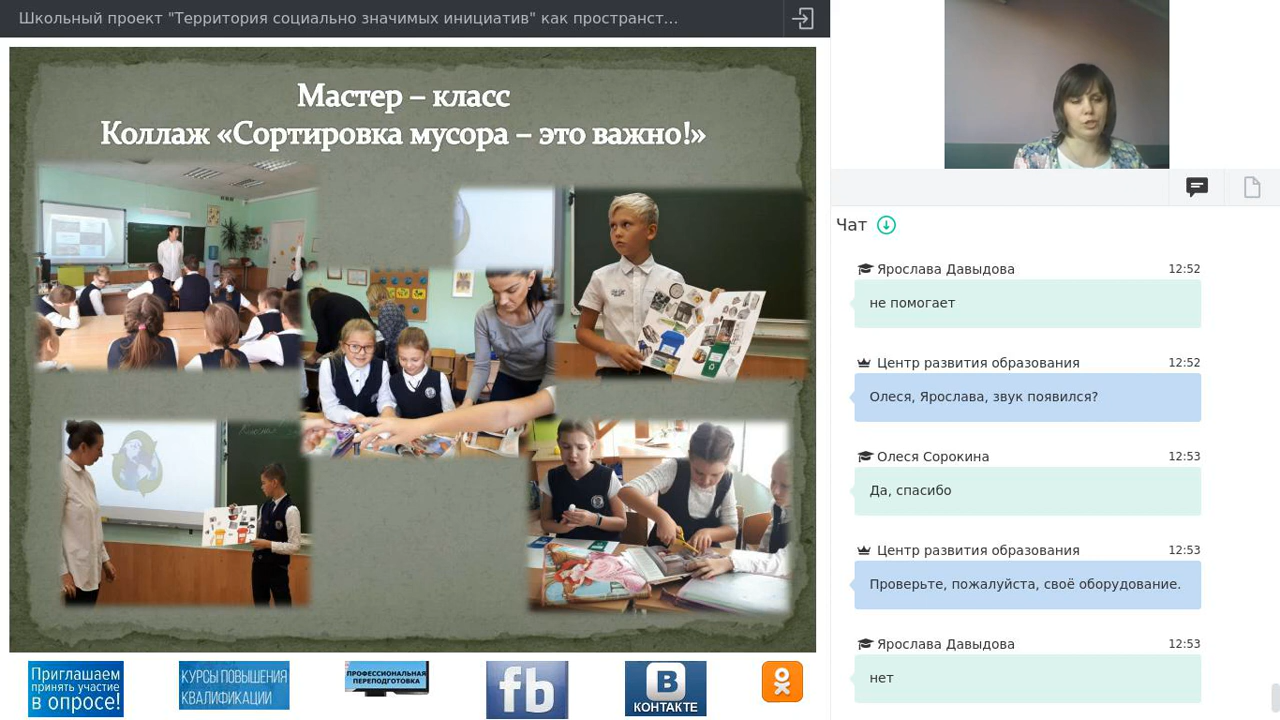 Школьный проект "Территория социально значимых инициатив" как пространст...
Мастер – класс
Коллаж «Сортировка мусора – это важно!»
Приглашаем
принять участие
в опросе!
КУРСЫ ПОВЫШЕНИЯ
КВАЛИФИКАЦИИ
ПРОФЕССИОНАЛЬНАЯ
ПЕРЕПОДГОТОВКА
fb
В
КОНТАКТЕ
Чат
Ярослава Давыдова 12:52
не помогает
Центр развития образования 12:52
Олеся, Ярослава, звук появился?
Олеся Сорокина 12:53
Да, спасибо
Центр развития образования 12:53
Проверьте, пожалуйста, своё оборудование.
Ярослава Давыдова 12:53
нет